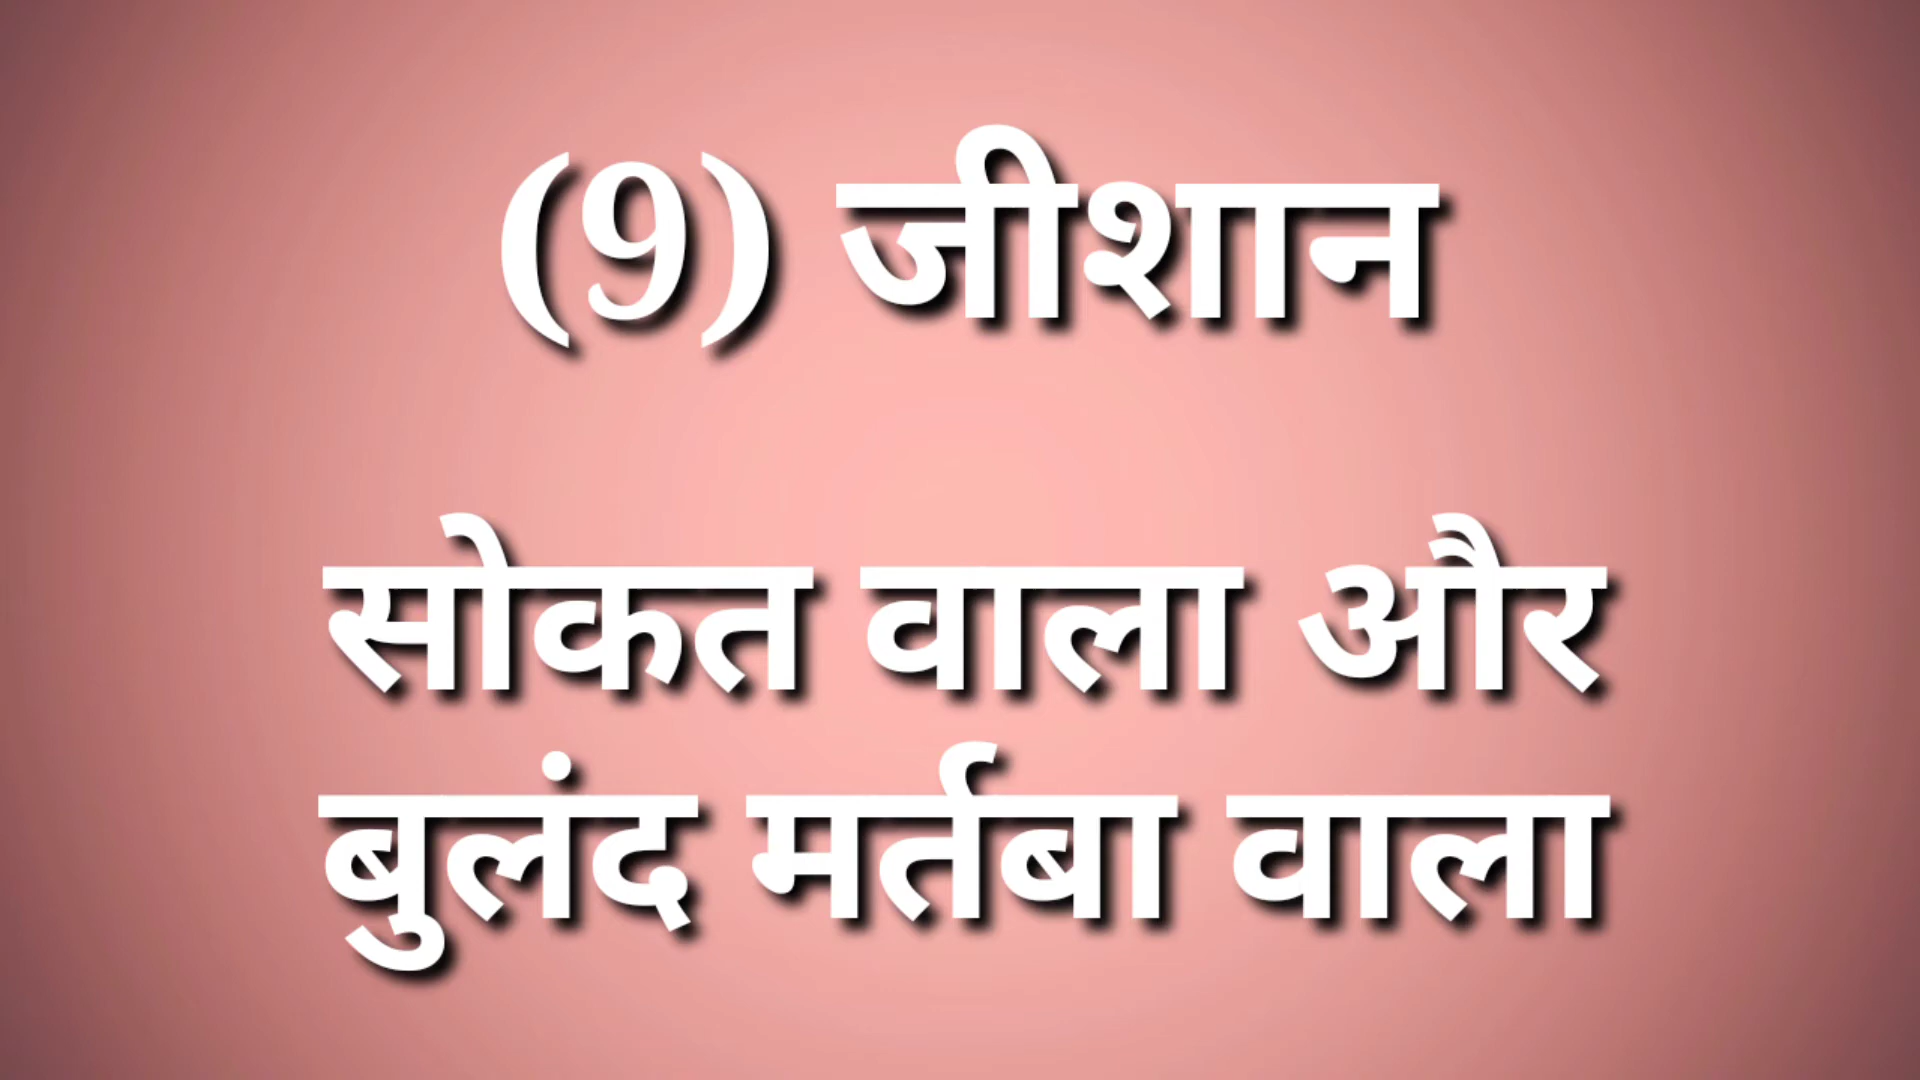 (9) जीशान
सोकत वाला और
बुलंद मर्तबा वाला